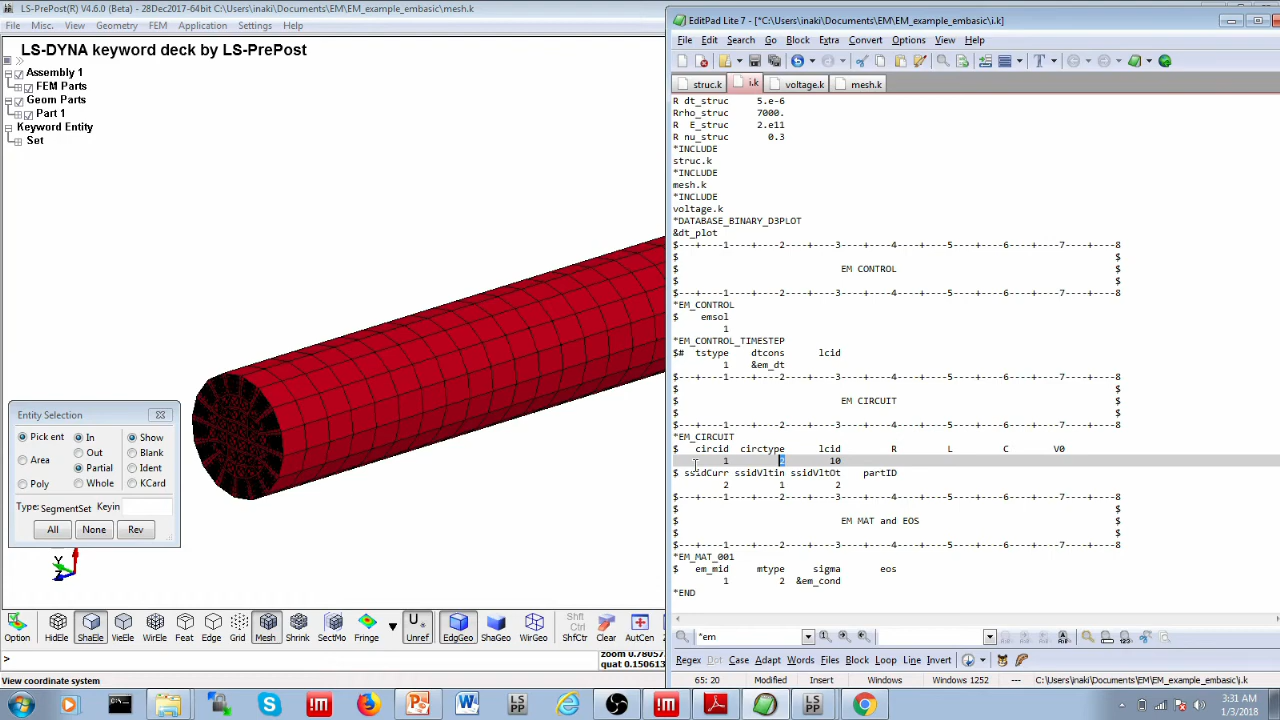 LS-PrePost(R) V4.6.0 (Beta) - 28Dec2017-64bit C:\Users\inaki\Documents\EM\EM_example_embasic\mesh.k
File Misc. View Geometry FEM Application Settings Help
LS-DYNA keyword deck by LS-PrePost
Assembly 1
FEM Parts
Geom Parts
Part 1
Keyword Entity
Set
Entity Selection
Pick ent In Show
Out Blank
Area Partial Ident
Poly Whole KCard
Type: SegmentSet Keyin
All None Rev
Y
Z
Option HidEle ShaEl VieEle WirEle Feat Edge Grid Mesh Shrink SectMo Fringe Unref EdgGeo ShaGeo WirGeo ShfCtr Clear AutCen
Shft
Ctrl
> zoom 0.78057
quat 0.150613
View coordinate system
EditPad Lite 7 - [*C:\Users\inaki\Documents\EM\EM_example_embasic\i.k]
File Edit Search Go Block Extra Convert Options View Help
struc.k i.k voltage.k mesh.k
R dt_struc 5.e-6
Rrho_struc 7000.
R E_struc 2.e11
R nu_struc 0.3
*INCLUDE
struc.k
*INCLUDE
mesh.k
*INCLUDE
voltage.k
*DATABASE_BINARY_D3PLOT
&dt_plot
$---+----1----+----2----+----3----+----4----+----5----+----6----+----7----+----8
$ $
$ EM CONTROL $
$ $
$---+----1----+----2----+----3----+----4----+----5----+----6----+----7----+----8
*EM_CONTROL
$ emsol
1
*EM_CONTROL_TIMESTEP
$# tstype dtcons lcid
1 &em_dt
$---+----1----+----2----+----3----+----4----+----5----+----6----+----7----+----8
$ $
$ EM CIRCUIT $
$ $
$---+----1----+----2----+----3----+----4----+----5----+----6----+----7----+----8
*EM_CIRCUIT
$ circid circtype lcid R L C V0
1 2 10
$ ssidCurr ssidVltin ssidVltOt partID
2 1 2
$---+----1----+----2----+----3----+----4----+----5----+----6----+----7----+----8
$ $
$ EM MAT and EOS $
$ $
$---+----1----+----2----+----3----+----4----+----5----+----6----+----7----+----8
*EM_MAT_001
$ em_mid mtype sigma eos
1 2 &em_cond
*END
*em
Regex Dot Case Adapt Words Files Block Loop Line Invert
65: 20 Modified Insert Windows Windows 1252 --- C:\Users\inaki\Documents\EM\EM_example_embasic\i.k
3:31 AM
1/3/2018